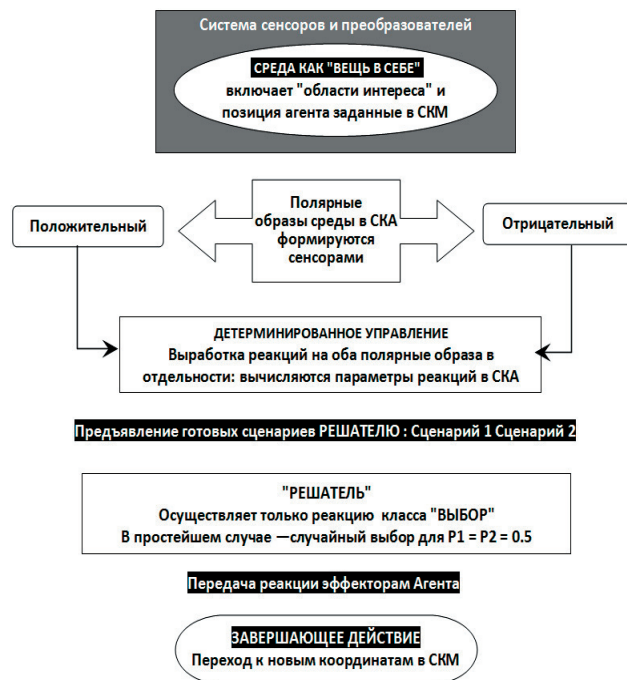 Система сенсоров и преобразователей
СРЕДА КАК "ВЕЩЬ В СЕБЕ"
включает "области интереса" и
позиция агента заданные в СКМ
Полярные
образы среды в СКА
формируются
сенсорами
Положительный
Отрицательный
ДЕТЕРМИНИРОВАННОЕ УПРАВЛЕНИЕ
Выработка реакций на оба полярные образа в
отдельности: вычисляются параметры реакций в СКА
Предъявление готовых сценариев РЕШАТЕЛЮ : Сценарий 1 Сценарий 2
"РЕШАТЕЛЬ"
Осуществляет только реакцию класса "ВЫБОР"
В простейшем случае —случайный выбор для P1 = P2 = 0.5
Передача реакции эффекторам Агента
ЗАВЕРШАЮЩЕЕ ДЕЙСТВИЕ
Переход к новым координатам в СКМ